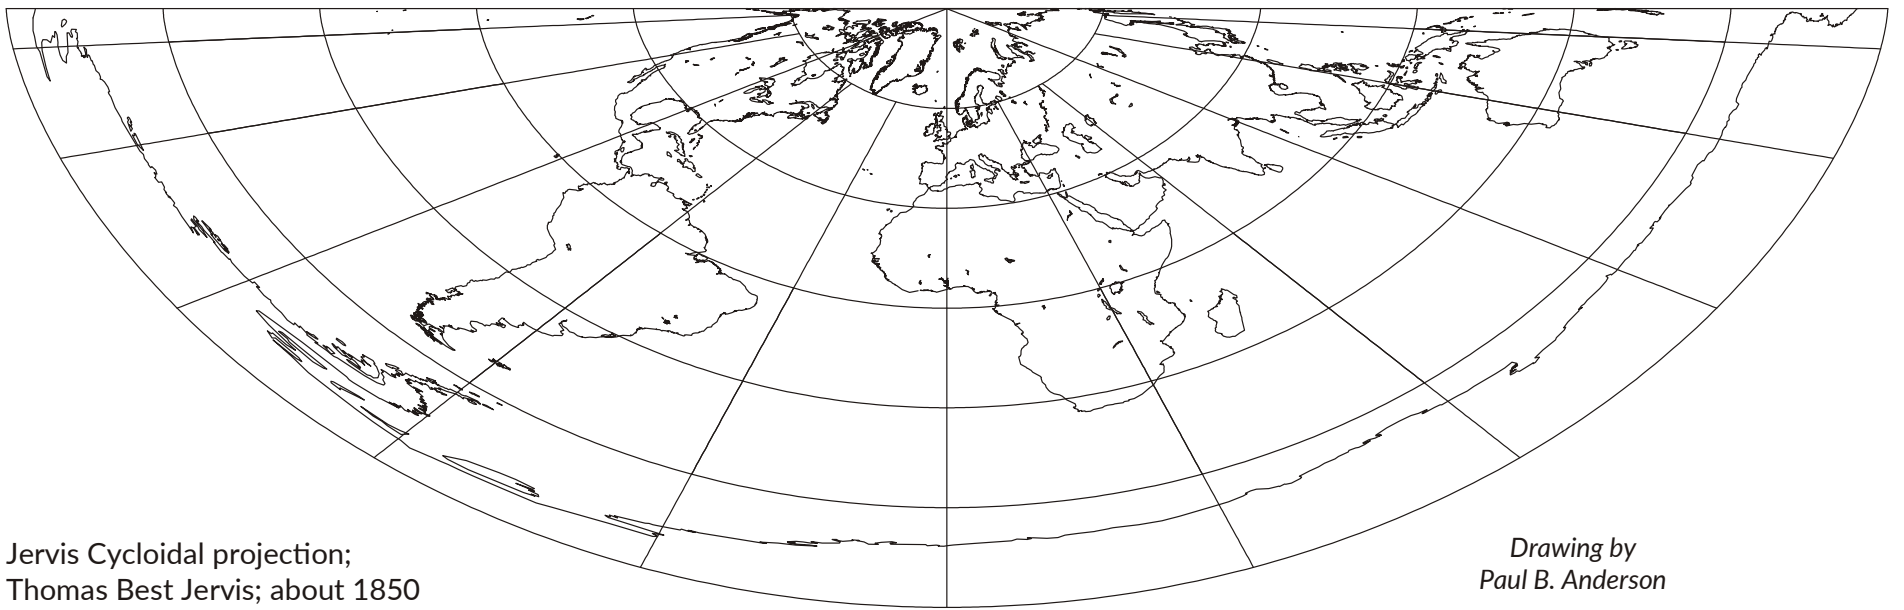 Jervis Cycloidal projection;
Thomas Best Jervis; about 1850
Drawing by
Paul B. Anderson